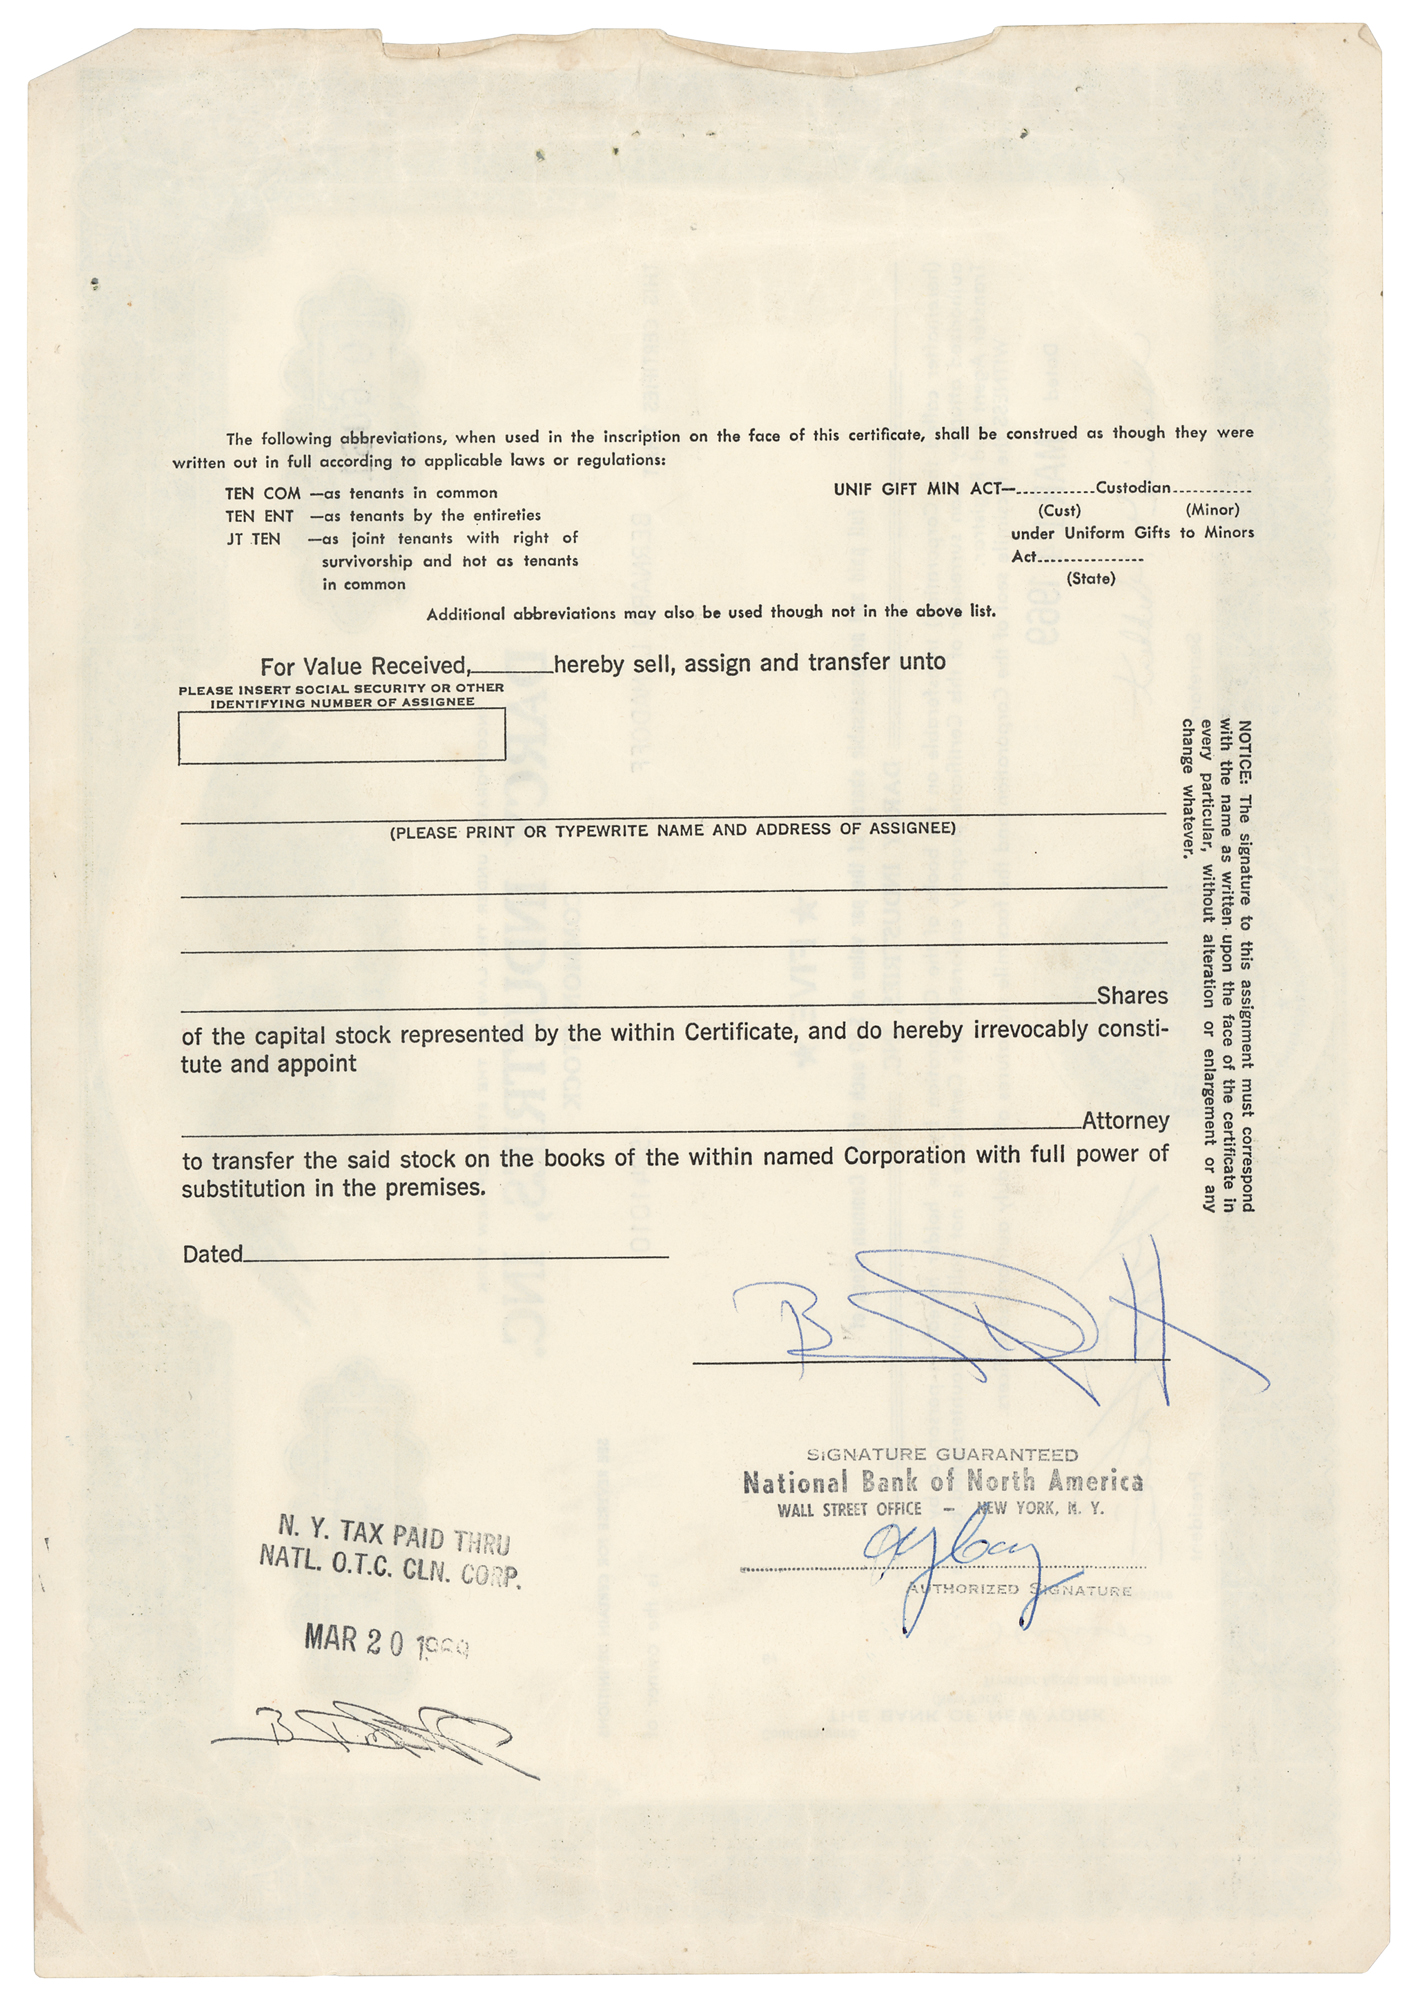 The following abbreviations, when used in the inscription on the face of this certificate, shall be construed as though they were
written out in full according to applicable laws or regulations:
TEN COM —as tenants in common
TEN ENT —as tenants by the entireties
JT TEN —as joint tenants with right of
survivorship and not as tenants
in common
UNIF GIFT MIN ACT—............Custodian............
(Cust) (Minor)
under Uniform Gifts to Minors
Act................
(State)
Additional abbreviations may also be used though not in the above list.
For Value Received,______hereby sell, assign and transfer unto
PLEASE INSERT SOCIAL SECURITY OR OTHER
IDENTIFYING NUMBER OF ASSIGNEE
(PLEASE PRINT OR TYPEWRITE NAME AND ADDRESS OF ASSIGNEE)
Shares
of the capital stock represented by the within Certificate, and do hereby irrevocably consti-
tute and appoint
Attorney
to transfer the said stock on the books of the within named Corporation with full power of
substitution in the premises.
Dated
NOTICE: The signature to this assignment must correspond
with the name as written upon the face of the certificate in
every particular, without alteration or enlargement or any
change whatever.
SIGNATURE GUARANTEED
National Bank of North America
WALL STREET OFFICE — NEW YORK, N. Y.
AUTHORIZED SIGNATURE
N. Y. TAX PAID THRU
NATL. O.T.C. CLN. CORP.
MAR 20 1969